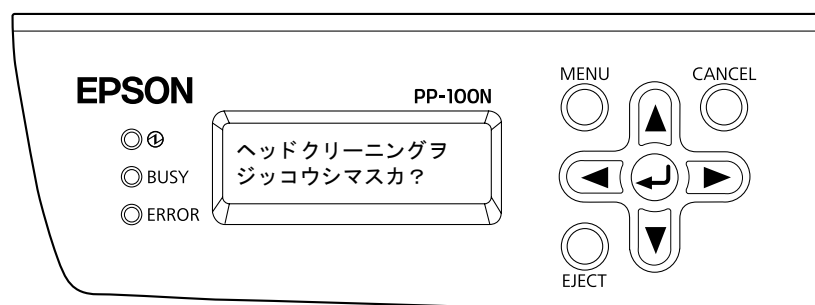 EPSON
PP-100N
BUSY
ERROR
ヘッドクリーニングヲ
ジッコウシマスカ？
MENU
CANCEL
EJECT